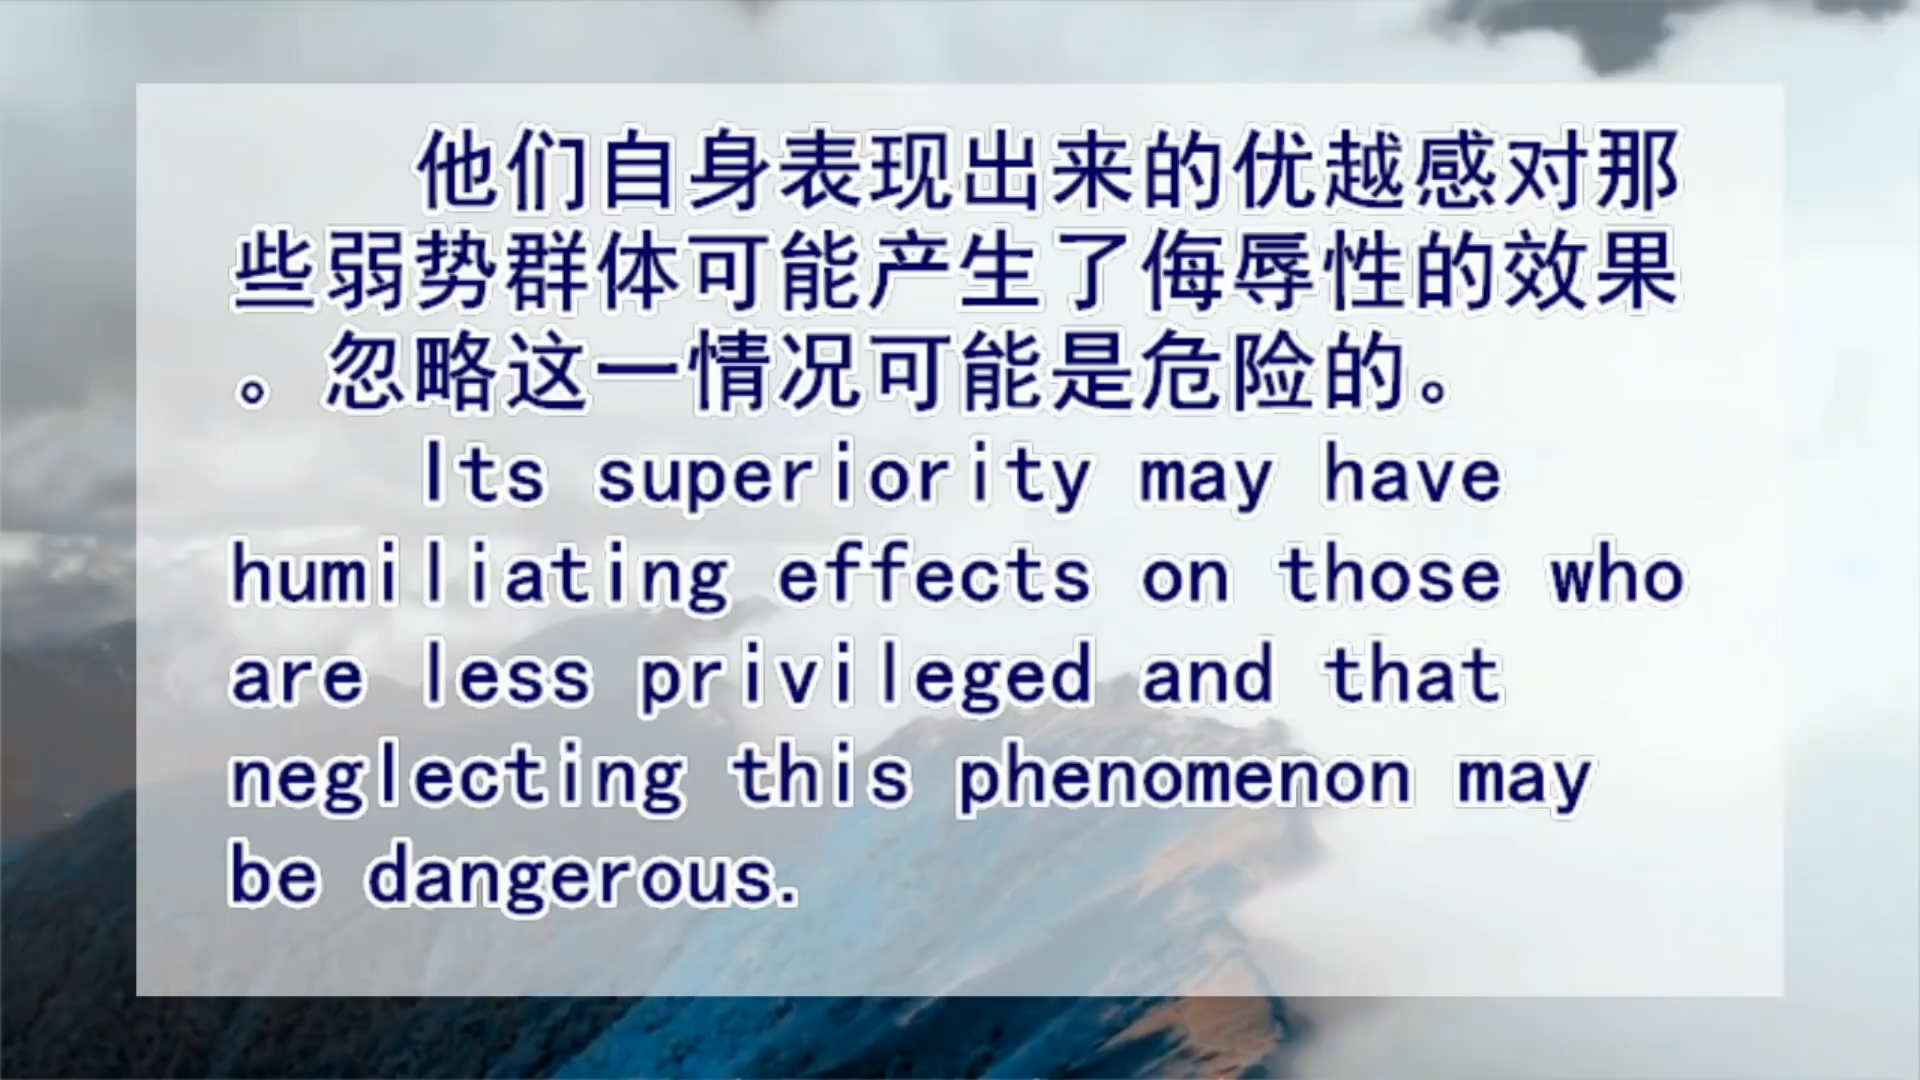 他们自身表现出来的优越感对那
些弱势群体可能产生了侮辱性的效果
。忽略这一情况可能是危险的。
Its superiority may have
humiliating effects on those who
are less privileged and that
neglecting this phenomenon may
be dangerous.